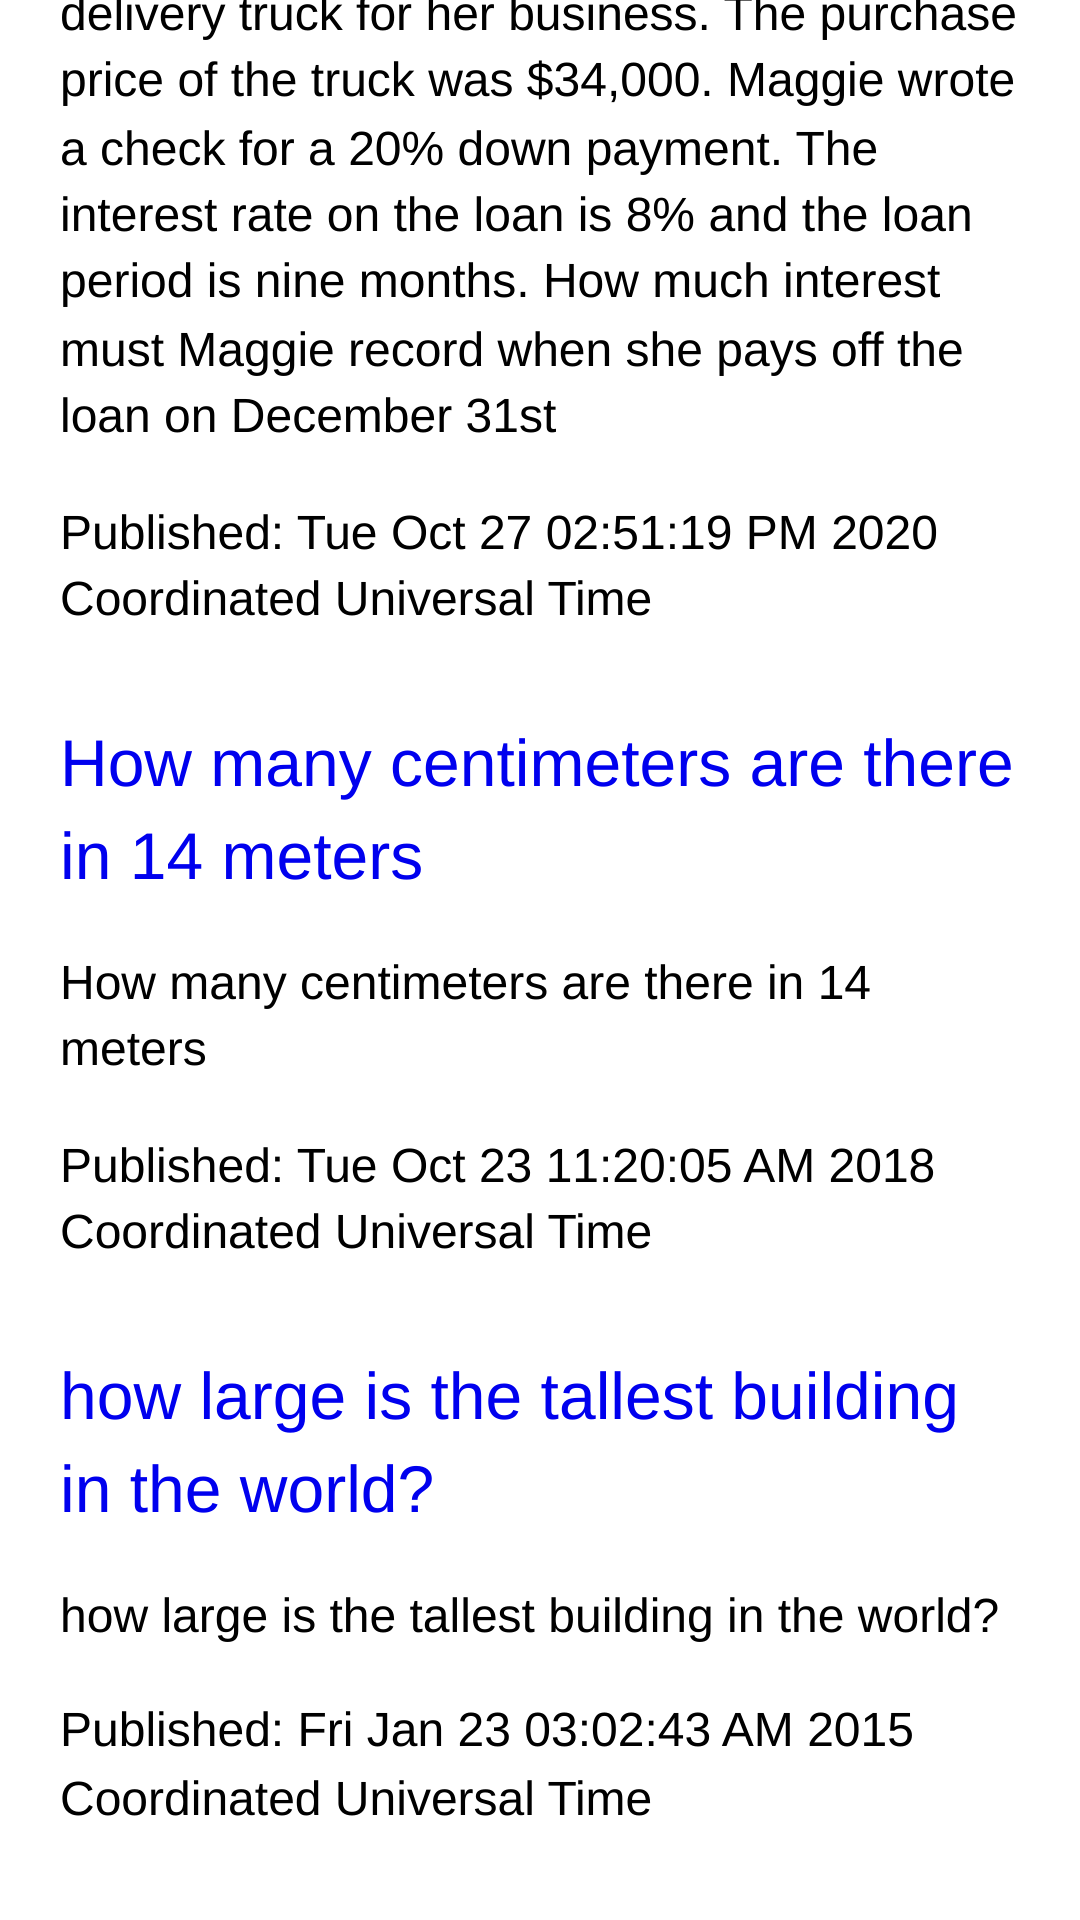 delivery truck for her business. The purchase
price of the truck was $34,000. Maggie wrote
a check for a 20% down payment. The
interest rate on the loan is 8% and the loan
period is nine months. How much interest
must Maggie record when she pays off the
loan on December 31st
Published: Tue Oct 27 02:51:19 PM 2020
Coordinated Universal Time
How many centimeters are there
in 14 meters
How many centimeters are there in 14
meters
Published: Tue Oct 23 11:20:05 AM 2018
Coordinated Universal Time
how large is the tallest building
in the world?
how large is the tallest building in the world?
Published: Fri Jan 23 03:02:43 AM 2015
Coordinated Universal Time